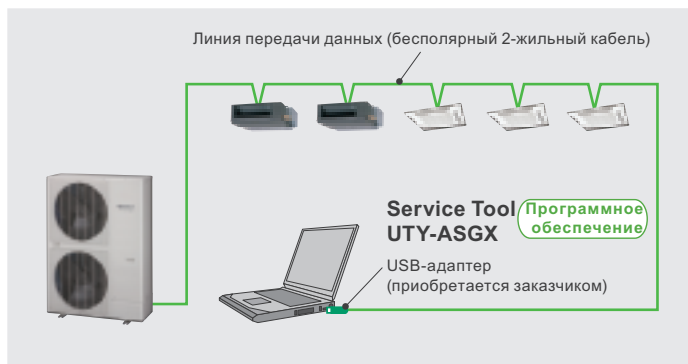 Линия передачи данных (бесполярный 2-жильный кабель)
Service Tool
UTY-ASGX
Программное
обеспечение
USB-адаптер
(приобретается заказчиком)